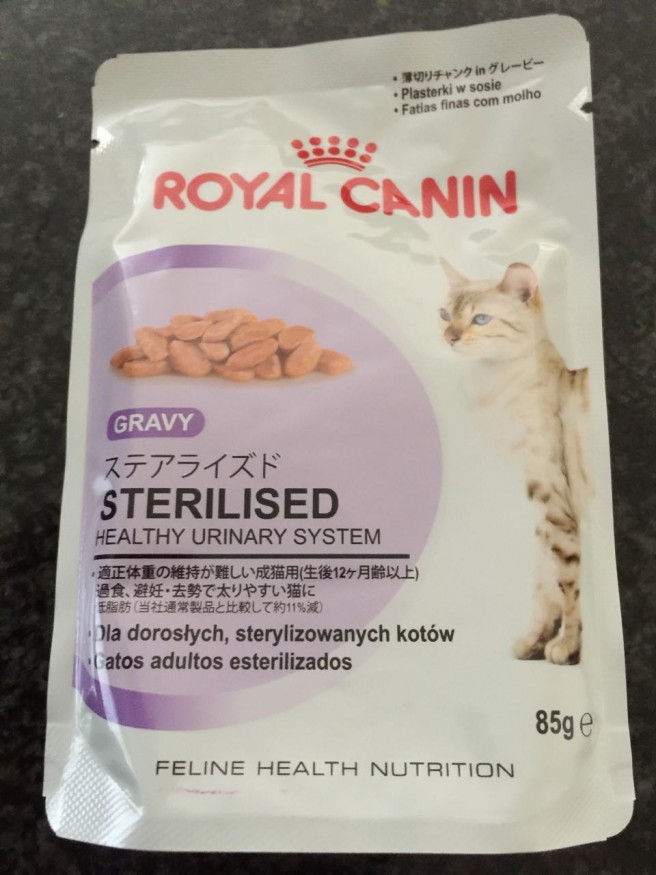 ・薄切りチャンク in グレービー
・Plasterki w sosie
・Fatias finas com molho
ROYAL CANIN
GRAVY
ステアライズド
STERILISED
HEALTHY URINARY SYSTEM
・適正体重の維持が難しい成猫用(生後12ヶ月齢以上)
過食、避妊・去勢で太りやすい猫に
低脂肪（当社通常製品と比較して約11%減）
・Dla dorosłych, sterylizowanych kotów
・Gatos adultos esterilizados
85g ℮
FELINE HEALTH NUTRITION